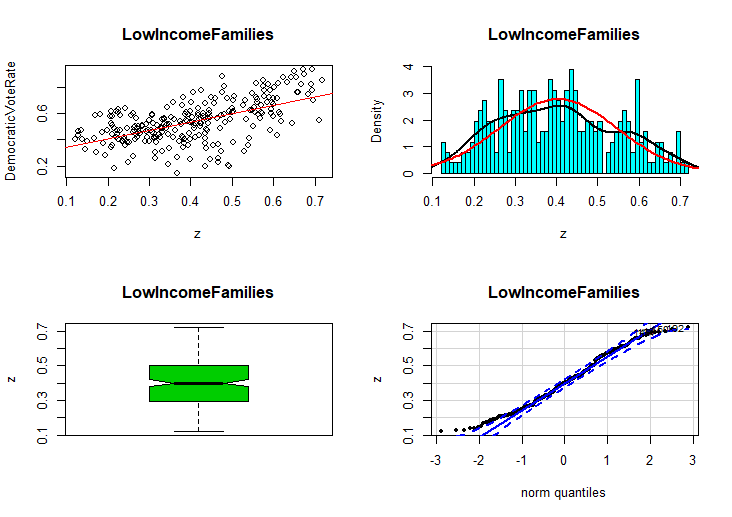 LowIncomeFamilies
DemocraticVoteRate
0.2
0.6
0.1 0.2 0.3 0.4 0.5 0.6 0.7
z
LowIncomeFamilies
Density
0 1 2 3 4
0.1 0.2 0.3 0.4 0.5 0.6 0.7
z
LowIncomeFamilies
z
0.1 0.3 0.5 0.7
LowIncomeFamilies
z
0.1 0.3 0.5 0.7
-3 -2 -1 0 1 2 3
norm quantiles